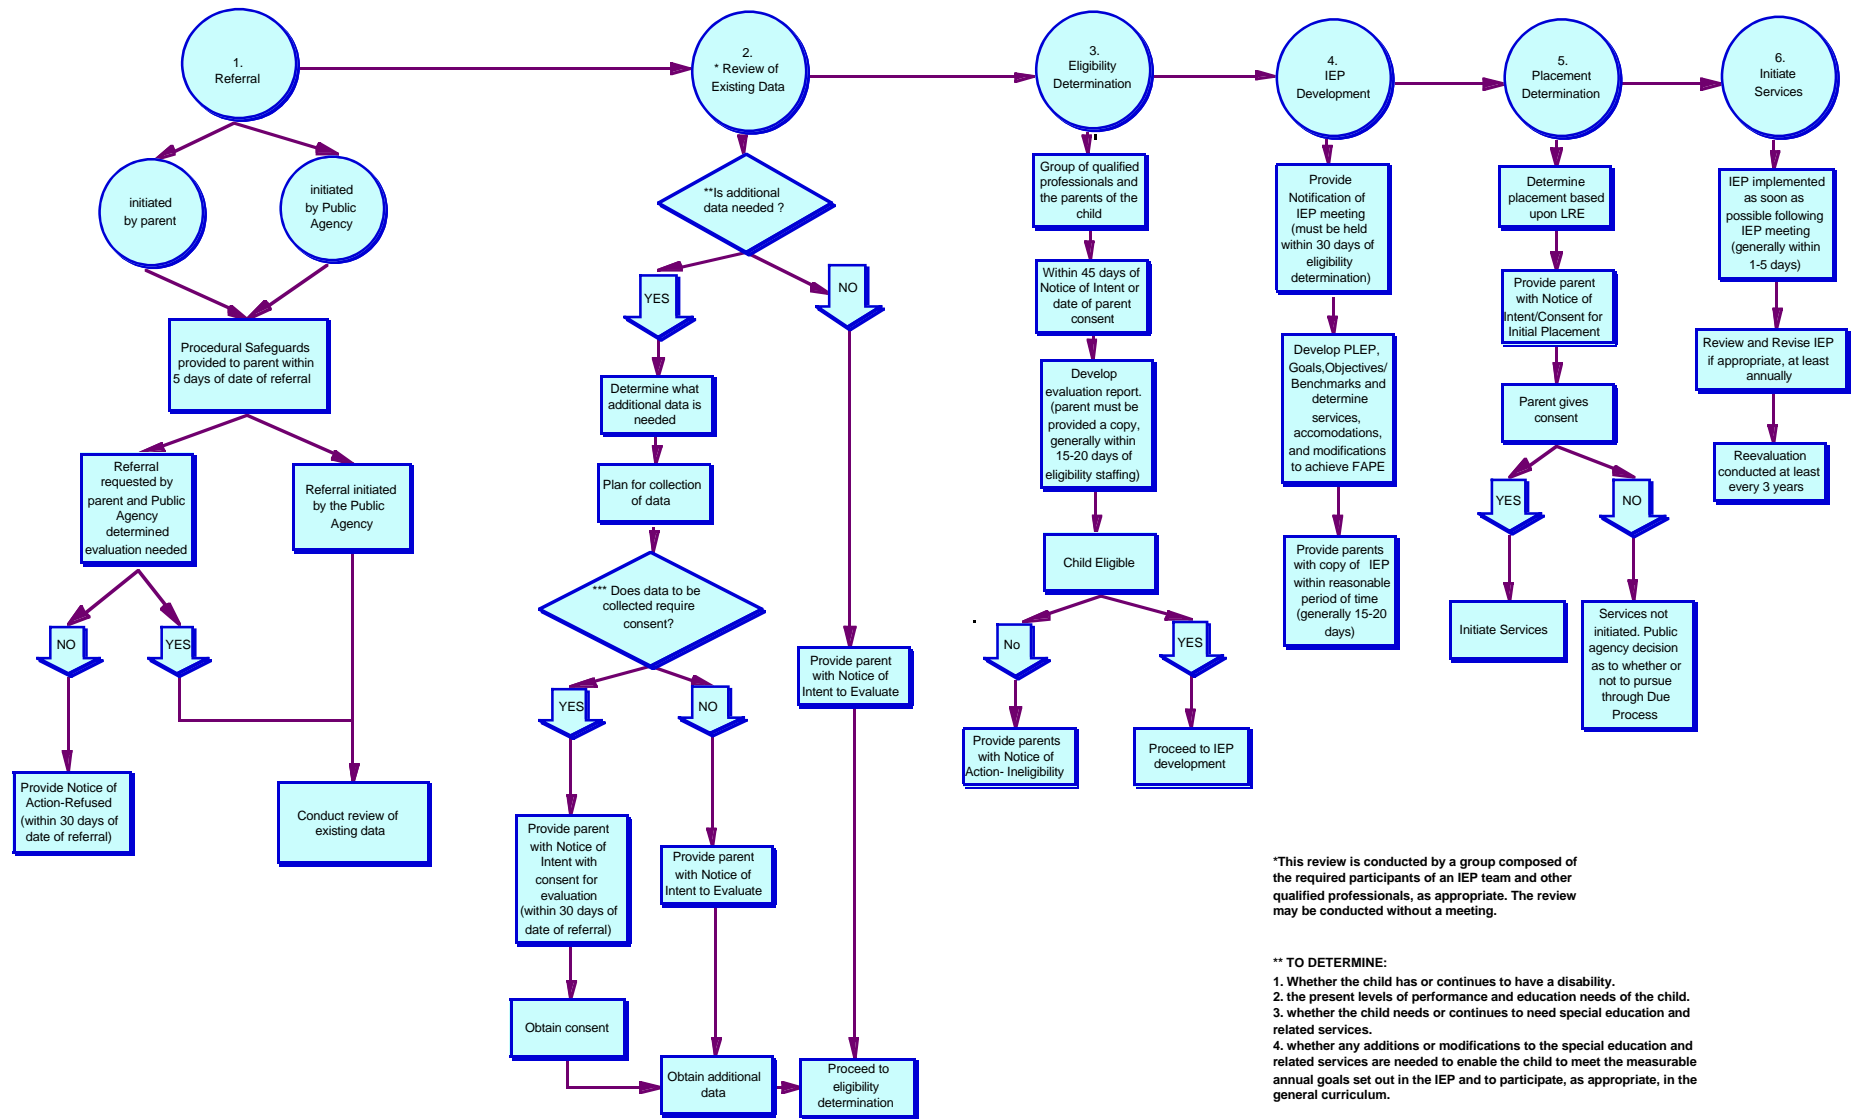 1.
Referral
2.
* Review of
Existing Data
3.
Eligibility
Determination
4.
IEP
Development
5.
Placement
Determination
6.
Initiate
Services
initiated
by parent
initiated
by Public
Agency
Procedural Safeguards
provided to parent within
5 days of date of referral
Referral
requested by
parent and Public
Agency
determined
evaluation needed
Referral initiated
by the Public
Agency
NO
YES
Provide Notice of
Action-Refused
(within 30 days of
date of referral)
Conduct review of
existing data
**Is additional
data needed ?
YES
NO
Determine what
additional data is
needed
Plan for collection
of data
*** Does data to be
collected require
consent?
YES
NO
Provide parent
with Notice of
Intent to Evaluate
Provide parent
with Notice of
Intent with
consent for
evaluation
(within 30 days of
date of referral)
Provide parent
with Notice of
Intent to Evaluate
Obtain consent
Obtain additional
data
Proceed to
eligibility
determination
Group of qualified
professionals and
the parents of the
child
Within 45 days of
Notice of Intent or
date of parent
consent
Develop
evaluation report.
(parent must be
provided a copy,
generally within
15-20 days of
eligibility staffing)
Child Eligible
No
YES
Provide parents
with Notice of
Action- Ineligibility
Proceed to IEP
development
Provide
Notification of
IEP meeting
(must be held
within 30 days of
eligibility
determination)
Develop PLEP,
Goals,Objectives/
Benchmarks and
determine
services,
accomodations,
and modifications
to achieve FAPE
Provide parents
with copy of IEP
within reasonable
period of time
(generally 15-20
days)
Determine
placement based
upon LRE
Provide parent
with Notice of
Intent/Consent for
Initial Placement
Parent gives
consent
YES
NO
Initiate Services
Services not
initiated. Public
agency decision
as to whether or
not to pursue
through Due
Process
IEP implemented
as soon as
possible following
IEP meeting
(generally within
1-5 days)
Review and Revise IEP
if appropriate, at least
annually
Reevaluation
conducted at least
every 3 years
*This review is conducted by a group composed of
the required participants of an IEP team and other
qualified professionals, as appropriate. The review
may be conducted without a meeting.
** TO DETERMINE:
1. Whether the child has or continues to have a disability.
2. the present levels of performance and education needs of the child.
3. whether the child needs or continues to need special education and
related services.
4. whether any additions or modifications to the special education and
related services are needed to enable the child to meet the measurable
annual goals set out in the IEP and to participate, as appropriate, in the
general curriculum.